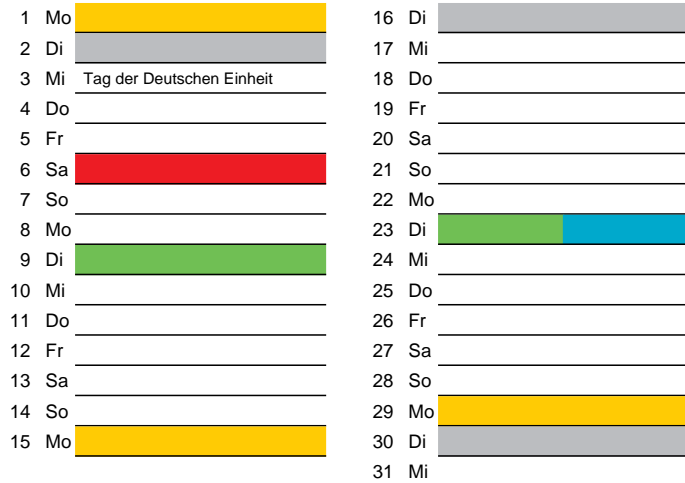 1 Mo
2 Di
3 Mi Tag der Deutschen Einheit
4 Do
5 Fr
6 Sa
7 So
8 Mo
9 Di
10 Mi
11 Do
12 Fr
13 Sa
14 So
15 Mo
16 Di
17 Mi
18 Do
19 Fr
20 Sa
21 So
22 Mo
23 Di
24 Mi
25 Do
26 Fr
27 Sa
28 So
29 Mo
30 Di
31 Mi